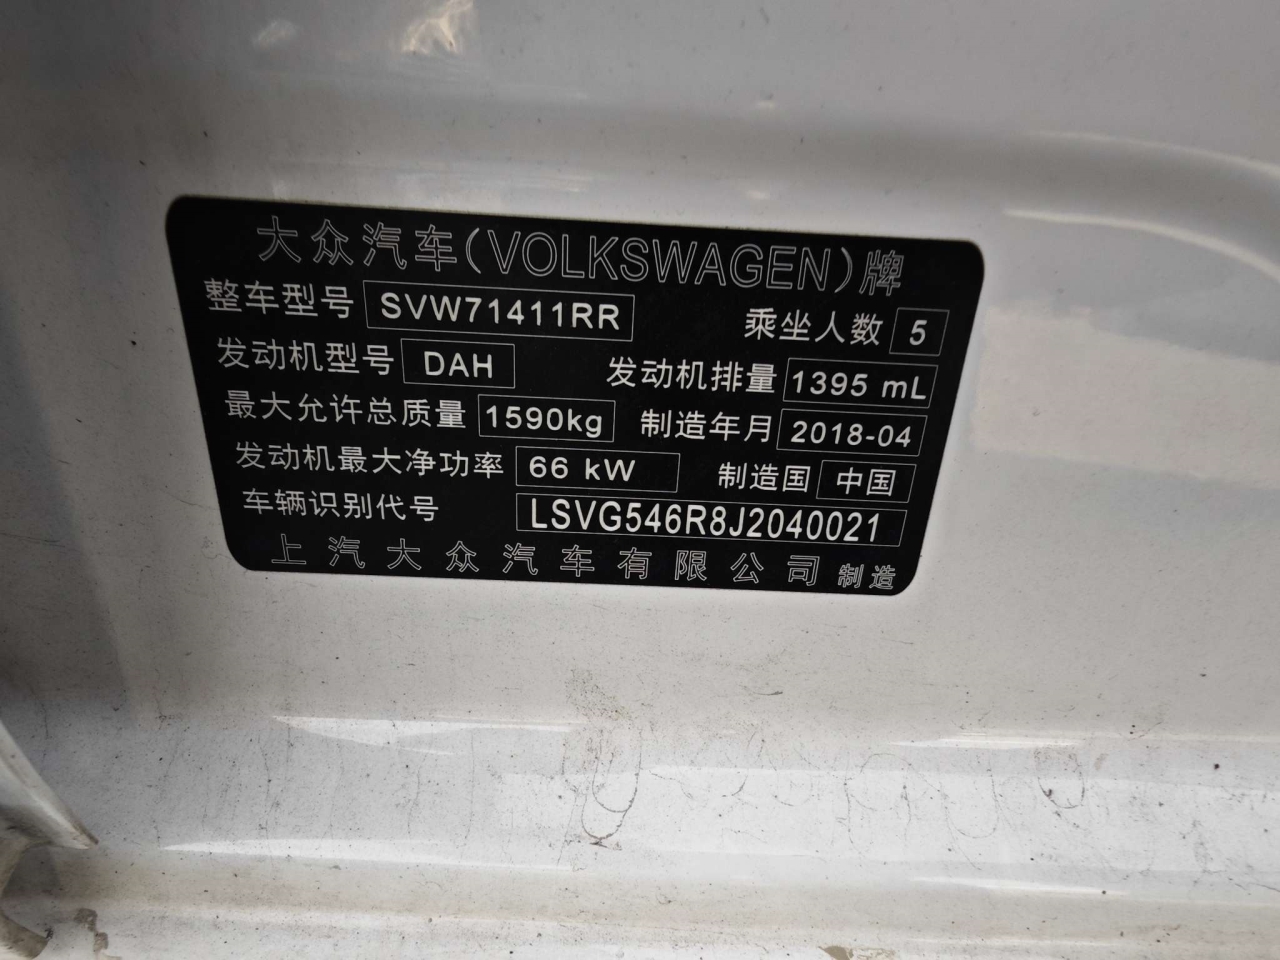 大众汽车(VOLKSWAGEN)牌
整车型号 SVW71411RR 乘坐人数 5
发动机型号 DAH 发动机排量 1395 mL
最大允许总质量 1590kg 制造年月 2018-04
发动机最大净功率 66 kW 制造国 中国
车辆识别代号 LSVG546R8J2040021
上汽大众汽车有限公司 制造